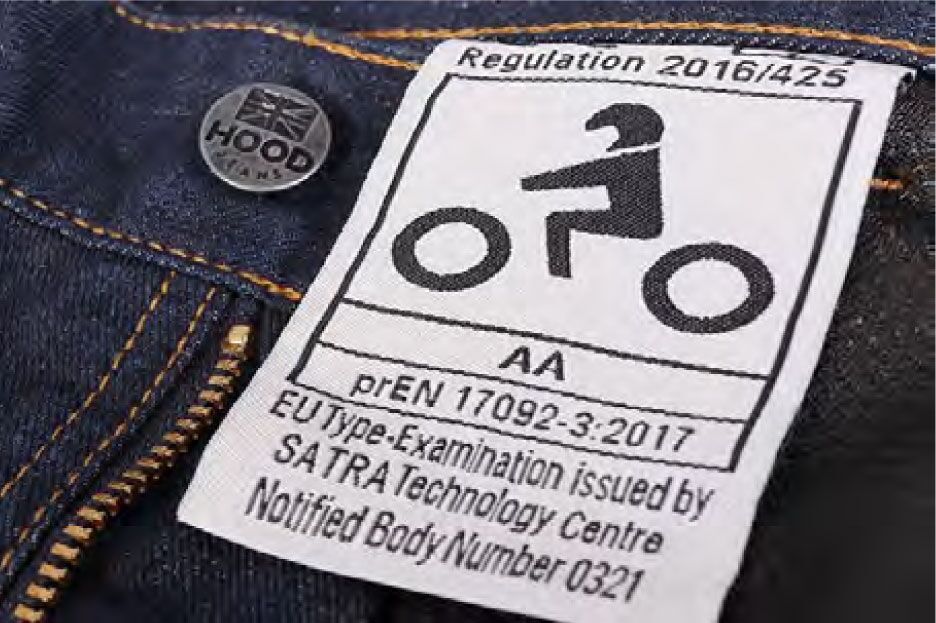 HOOD
JEANS
Regulation 2016/425
AA
prEN 17092-3:2017
EU Type-Examination issued by
SATRA Technology Centre
Notified Body Number 0321